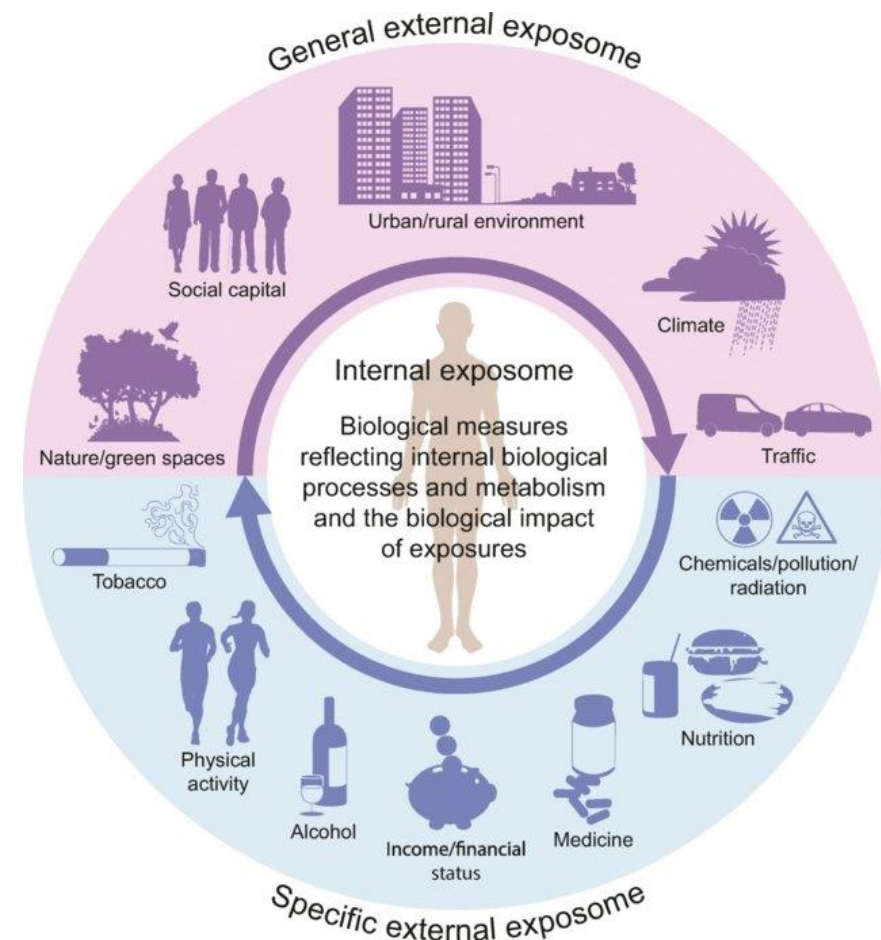 General external exposome
Urban/rural environment
Social capital
Climate
Nature/green spaces
Traffic
Internal exposome
Biological measures
reflecting internal biological
processes and metabolism
and the biological impact
of exposures
Tobacco
Chemicals/pollution/
radiation
Physical
activity
Nutrition
Alcohol
Income/financial
status
Medicine
Specific external exposome